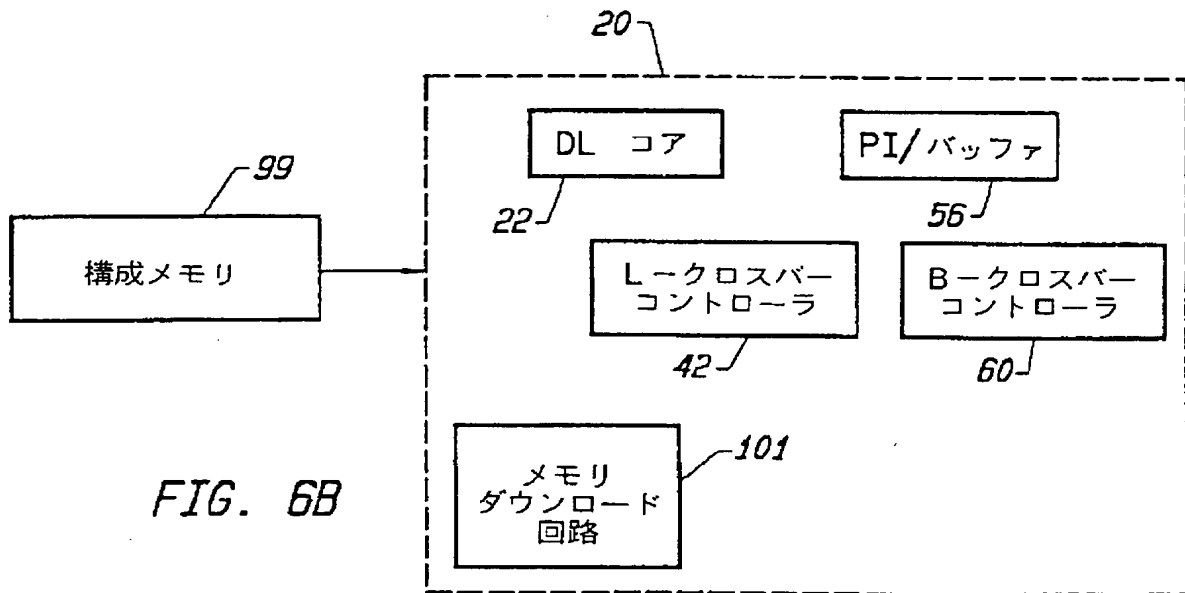 20
99
DL コア
PI/バッファ
22
56
構成メモリ
L-クロスバー
コントローラ
B-クロスバー
コントローラ
42
60
メモリ
ダウンロード
回路
101
FIG. 6B